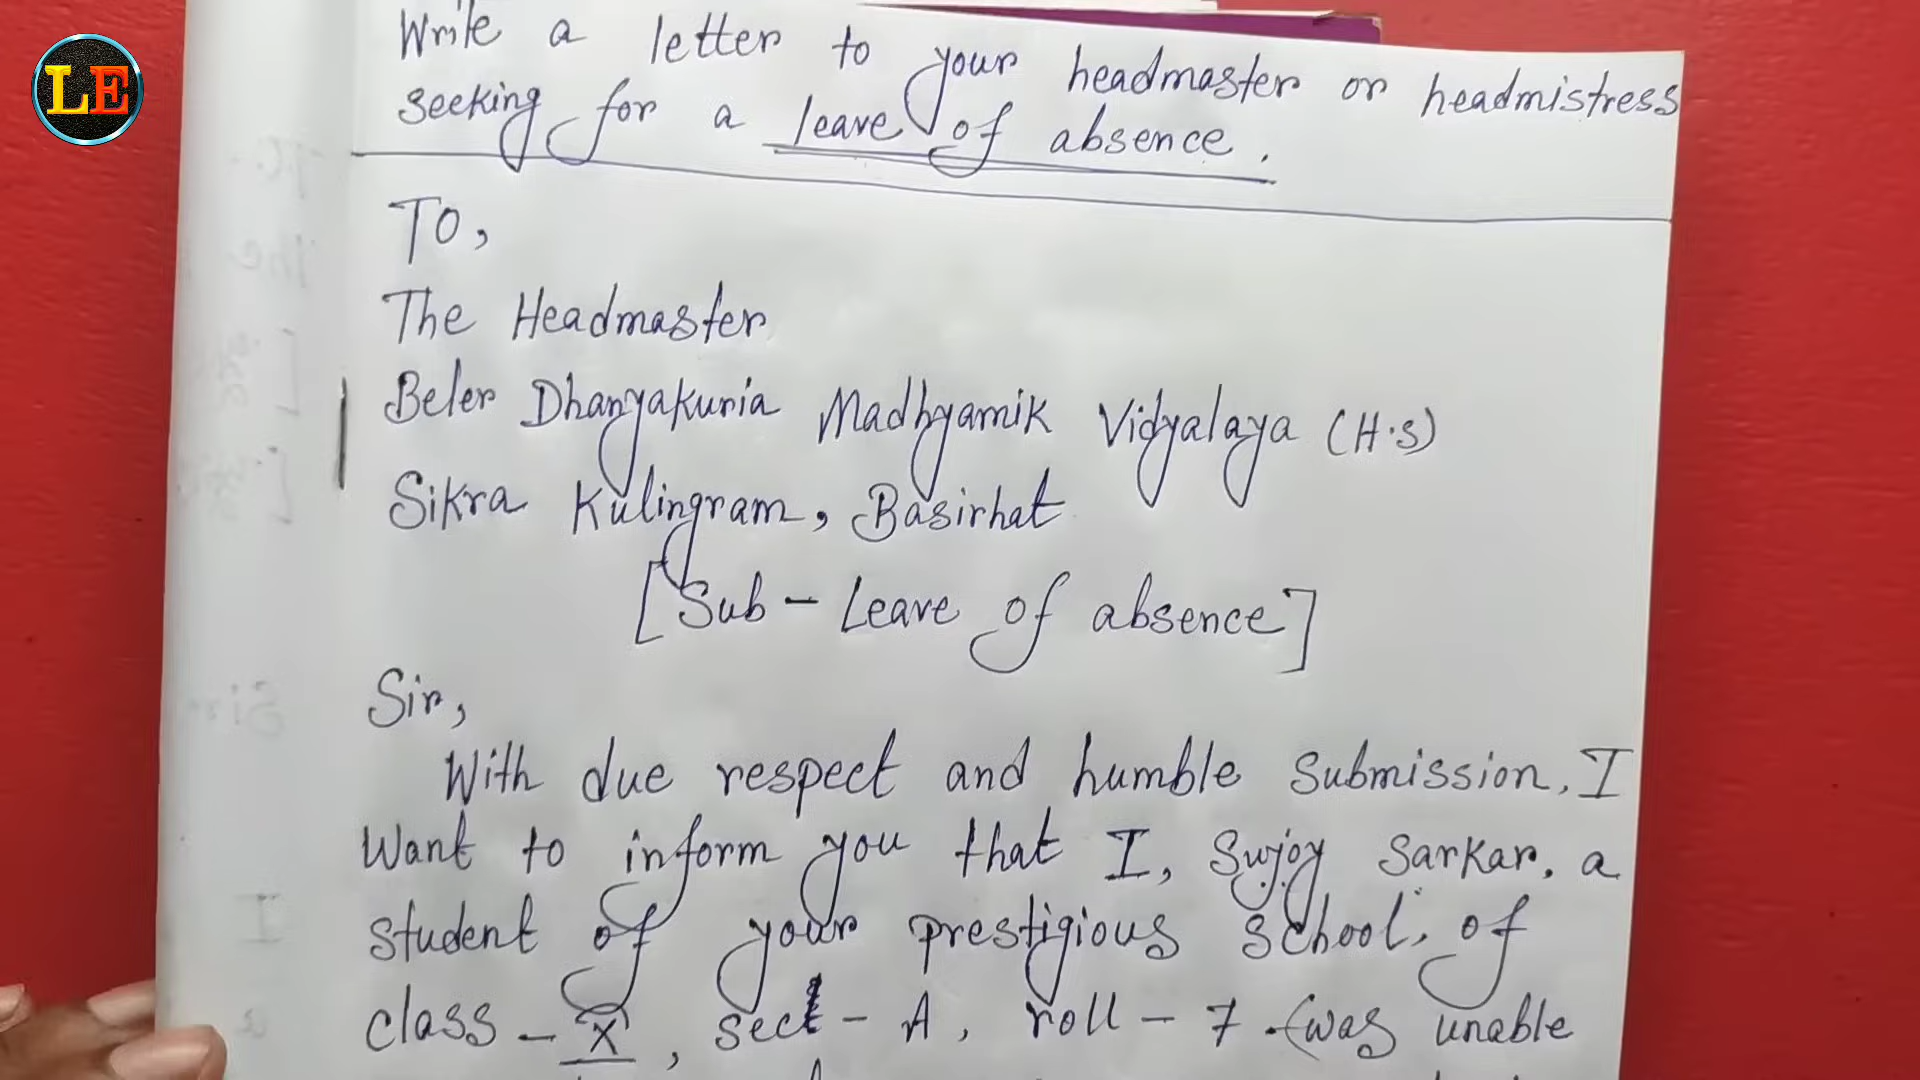 LE
Write a letter to your headmaster or headmistress
seeking for a leave of absence.
To,
The Headmaster
Beler Dhanyakuria Madhyamik Vidyalaya (H.S)
Sikra Kulingram, Basirhat
[Sub - Leave of absence]
Sir,
With due respect and humble submission, I
want to inform you that I, Sujoy Sarkar, a
student of your prestigious school, of
class - X, sect - A, roll - 7. (was unable